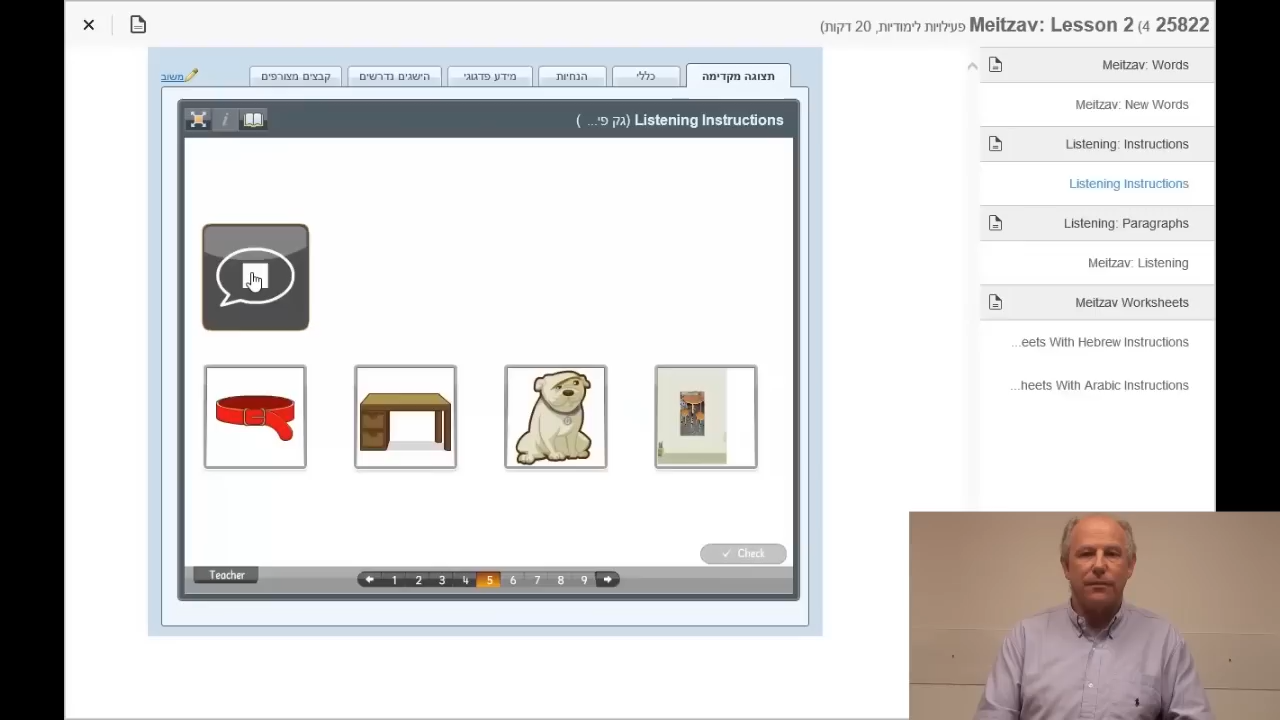 Meitzav: Lesson 2 (4 פעילויות לימודיות, 20 דקות) 25822
משוב
קבצים מצורפים
הישגים נדרשים
מידע פדגוגי
הנחיות
כללי
תצוגה מקדימה
Listening Instructions (גק פי... )
Check
Teacher
1 2 3 4 5 6 7 8 9
Meitzav: Words
Meitzav: New Words
Listening: Instructions
Listening Instructions
Listening: Paragraphs
Meitzav: Listening
Meitzav Worksheets
...eets With Hebrew Instructions
...heets With Arabic Instructions